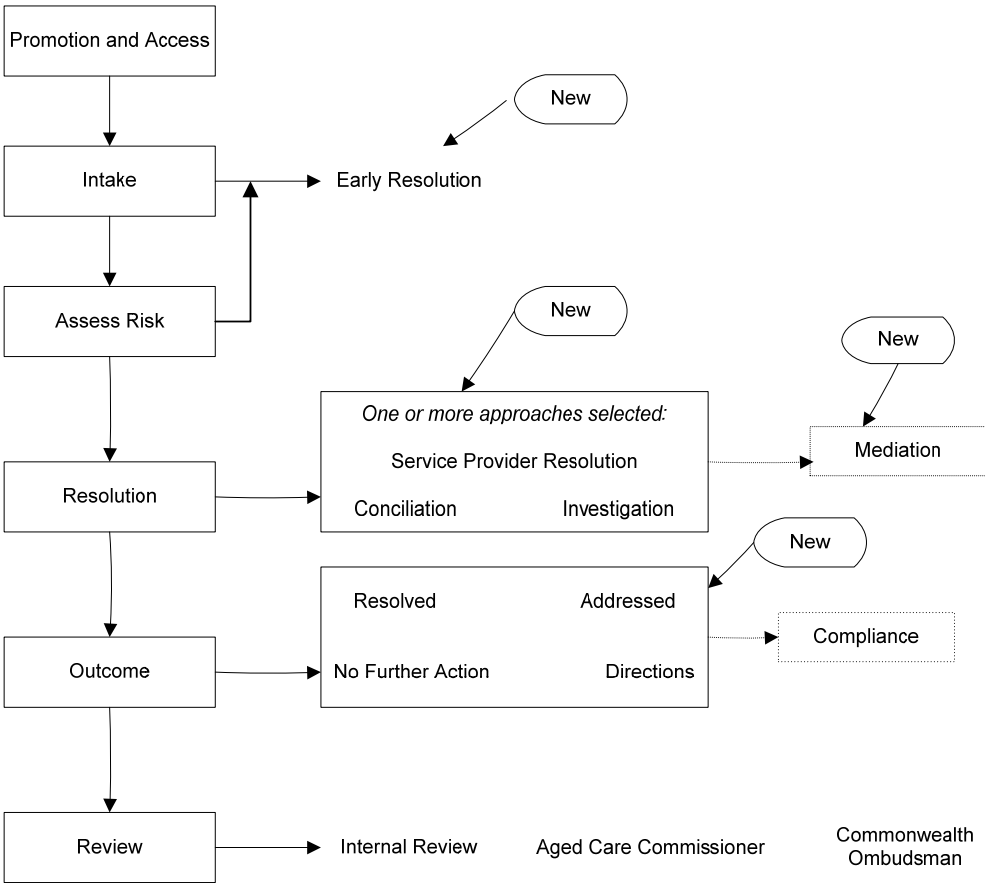 Promotion and Access
New
Intake
Early Resolution
Assess Risk
New
New
One or more approaches selected:
Service Provider Resolution
Mediation
Resolution
Conciliation
Investigation
New
Resolved
Addressed
Compliance
Outcome
No Further Action
Directions
Review
Internal Review
Aged Care Commissioner
Commonwealth
Ombudsman